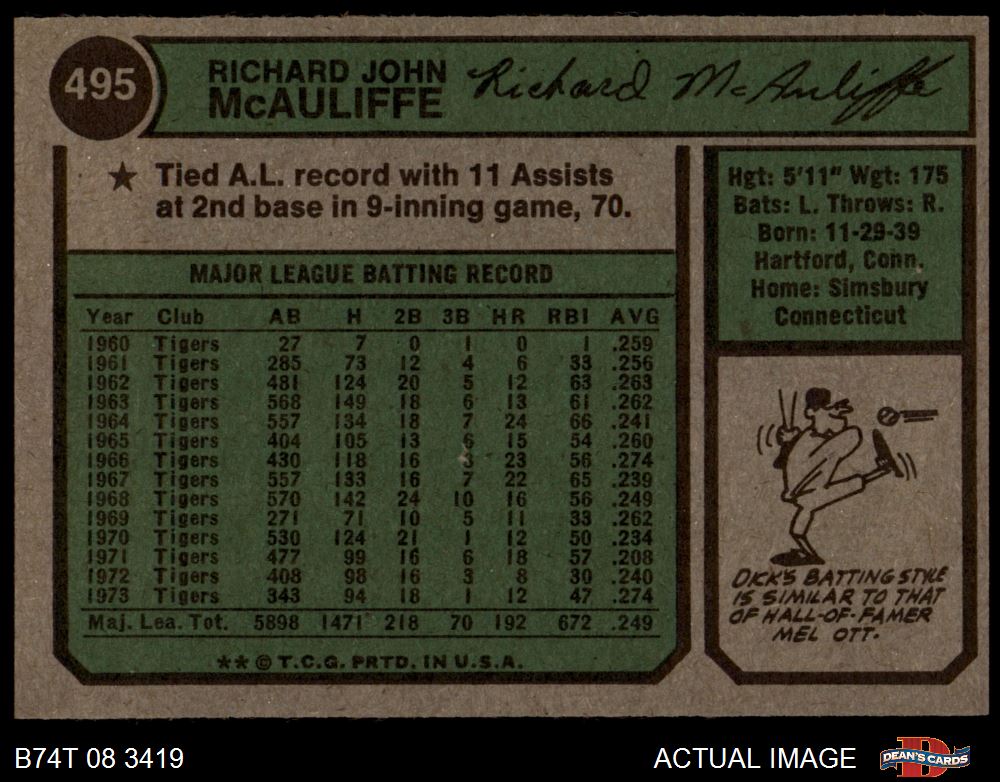 495
RICHARD JOHN
McAULIFFE
Richard McAuliffe
★ Tied A.L. record with 11 Assists
at 2nd base in 9-inning game, 70.
MAJOR LEAGUE BATTING RECORD
Year Club AB H 2B 3B HR RBI AVG
1960 Tigers 27 7 0 1 0 1 .259
1961 Tigers 285 73 12 4 6 33 .256
1962 Tigers 481 124 20 5 12 63 .263
1963 Tigers 568 149 18 6 13 61 .262
1964 Tigers 557 134 18 7 24 66 .241
1965 Tigers 404 105 13 6 15 54 .260
1966 Tigers 430 118 16 3 23 56 .274
1967 Tigers 557 133 16 7 22 65 .239
1968 Tigers 570 142 24 10 16 56 .249
1969 Tigers 271 71 10 5 11 33 .262
1970 Tigers 530 124 21 1 12 50 .234
1971 Tigers 477 99 16 6 18 57 .208
1972 Tigers 408 98 16 3 8 30 .240
1973 Tigers 343 94 18 1 12 47 .274
Maj. Lea. Tot. 5898 1471 218 70 192 672 .249
** © T.C.G. PRTD. IN U.S.A.
Hgt: 5'11" Wgt: 175
Bats: L. Throws: R.
Born: 11-29-39
Hartford, Conn.
Home: Simsbury
Connecticut
DICK'S BATTING STYLE
IS SIMILAR TO THAT
OF HALL-OF-FAMER
MEL OTT.
B74T 08 3419
ACTUAL IMAGE
DEAN'S CARDS